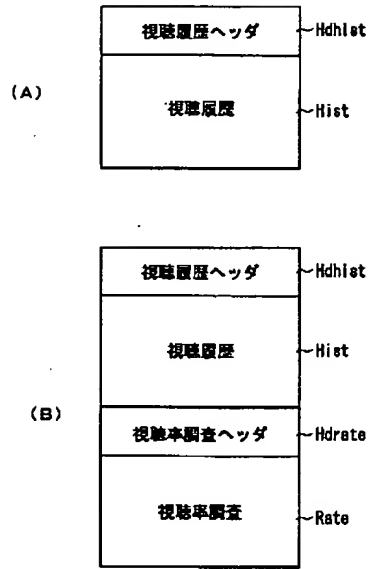 (A)
視聴履歴ヘッダ ~Hdhist
視聴履歴 ~Hist
(B)
視聴履歴ヘッダ ~Hdhist
視聴履歴 ~Hist
視聴率調査ヘッダ ~Hdrate
視聴率調査 ~Rate